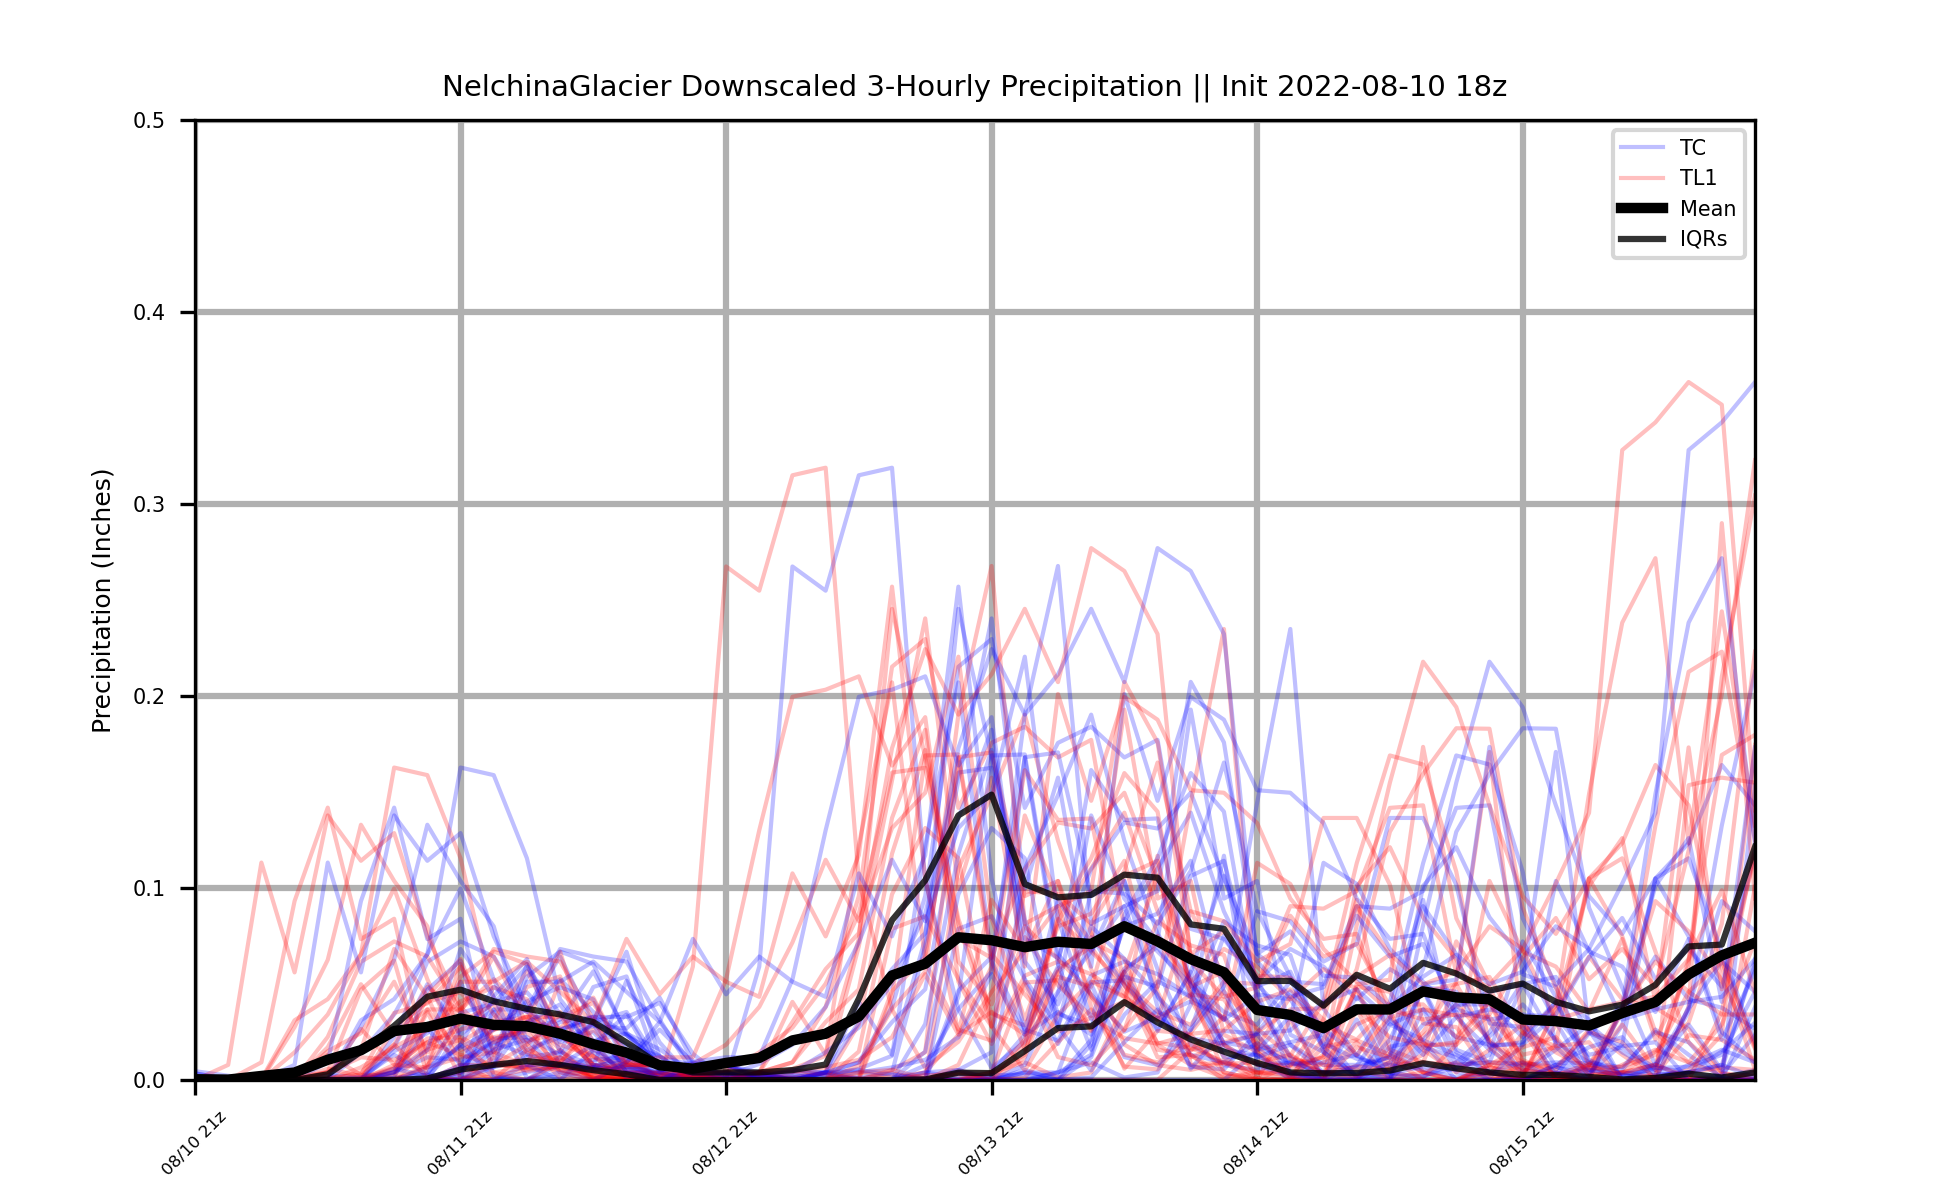 NelchinaGlacier Downscaled 3-Hourly Precipitation || Init 2022-08-10 18z
0.5
0.4
0.3
0.2
0.1
0.0
Precipitation (Inches)
TC
TL1
Mean
IQRs
08/10 21z
08/11 21z
08/12 21z
08/13 21z
08/14 21z
08/15 21z